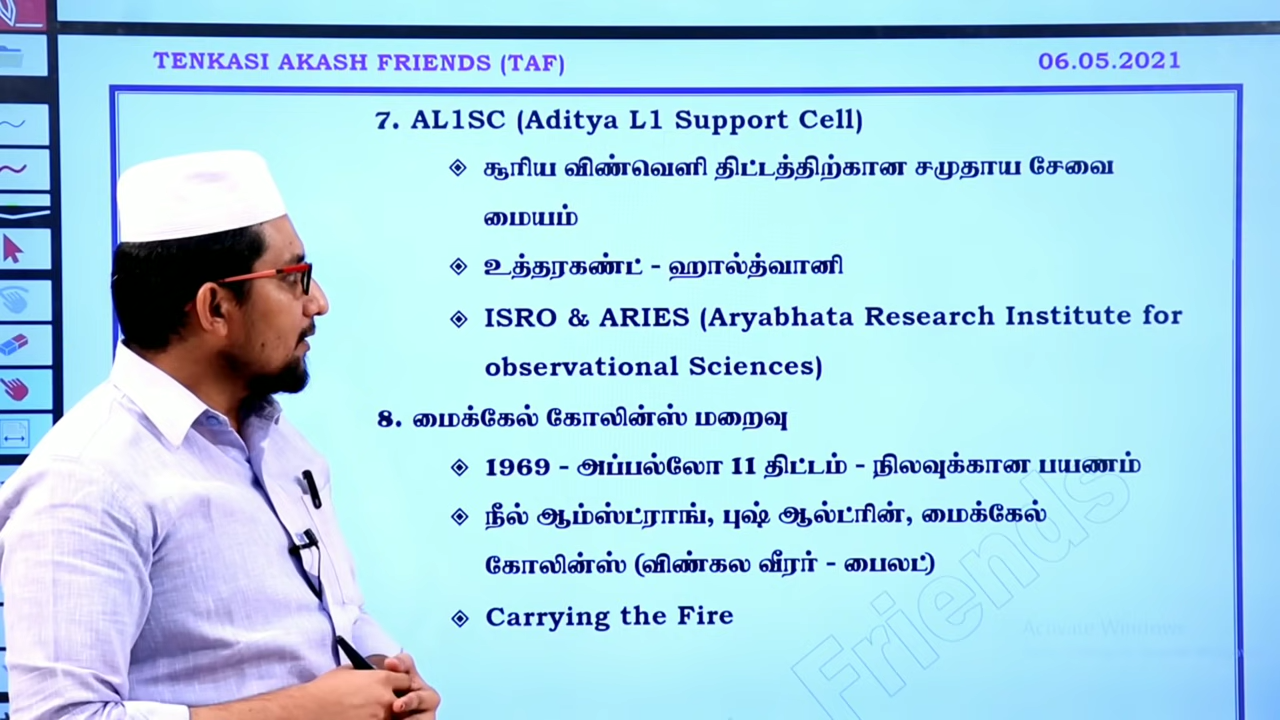 TENKASI AKASH FRIENDS (TAF) 06.05.2021
7. AL1SC (Aditya L1 Support Cell)
சூரிய விண்வெளி திட்டத்திற்கான சமுதாய சேவை
மையம்
உத்தரகண்ட் - ஹால்த்வானி
ISRO & ARIES (Aryabhata Research Institute for
observational Sciences)
8. மைக்கேல் கோலின்ஸ் மறைவு
1969 - அப்பல்லோ 11 திட்டம் - நிலவுக்கான பயணம்
நீல் ஆம்ஸ்ட்ராங், புஷ் ஆல்ட்ரின், மைக்கேல்
கோலின்ஸ் (விண்கல வீரர் - பைலட்)
Carrying the Fire
Friends
Activate Windows